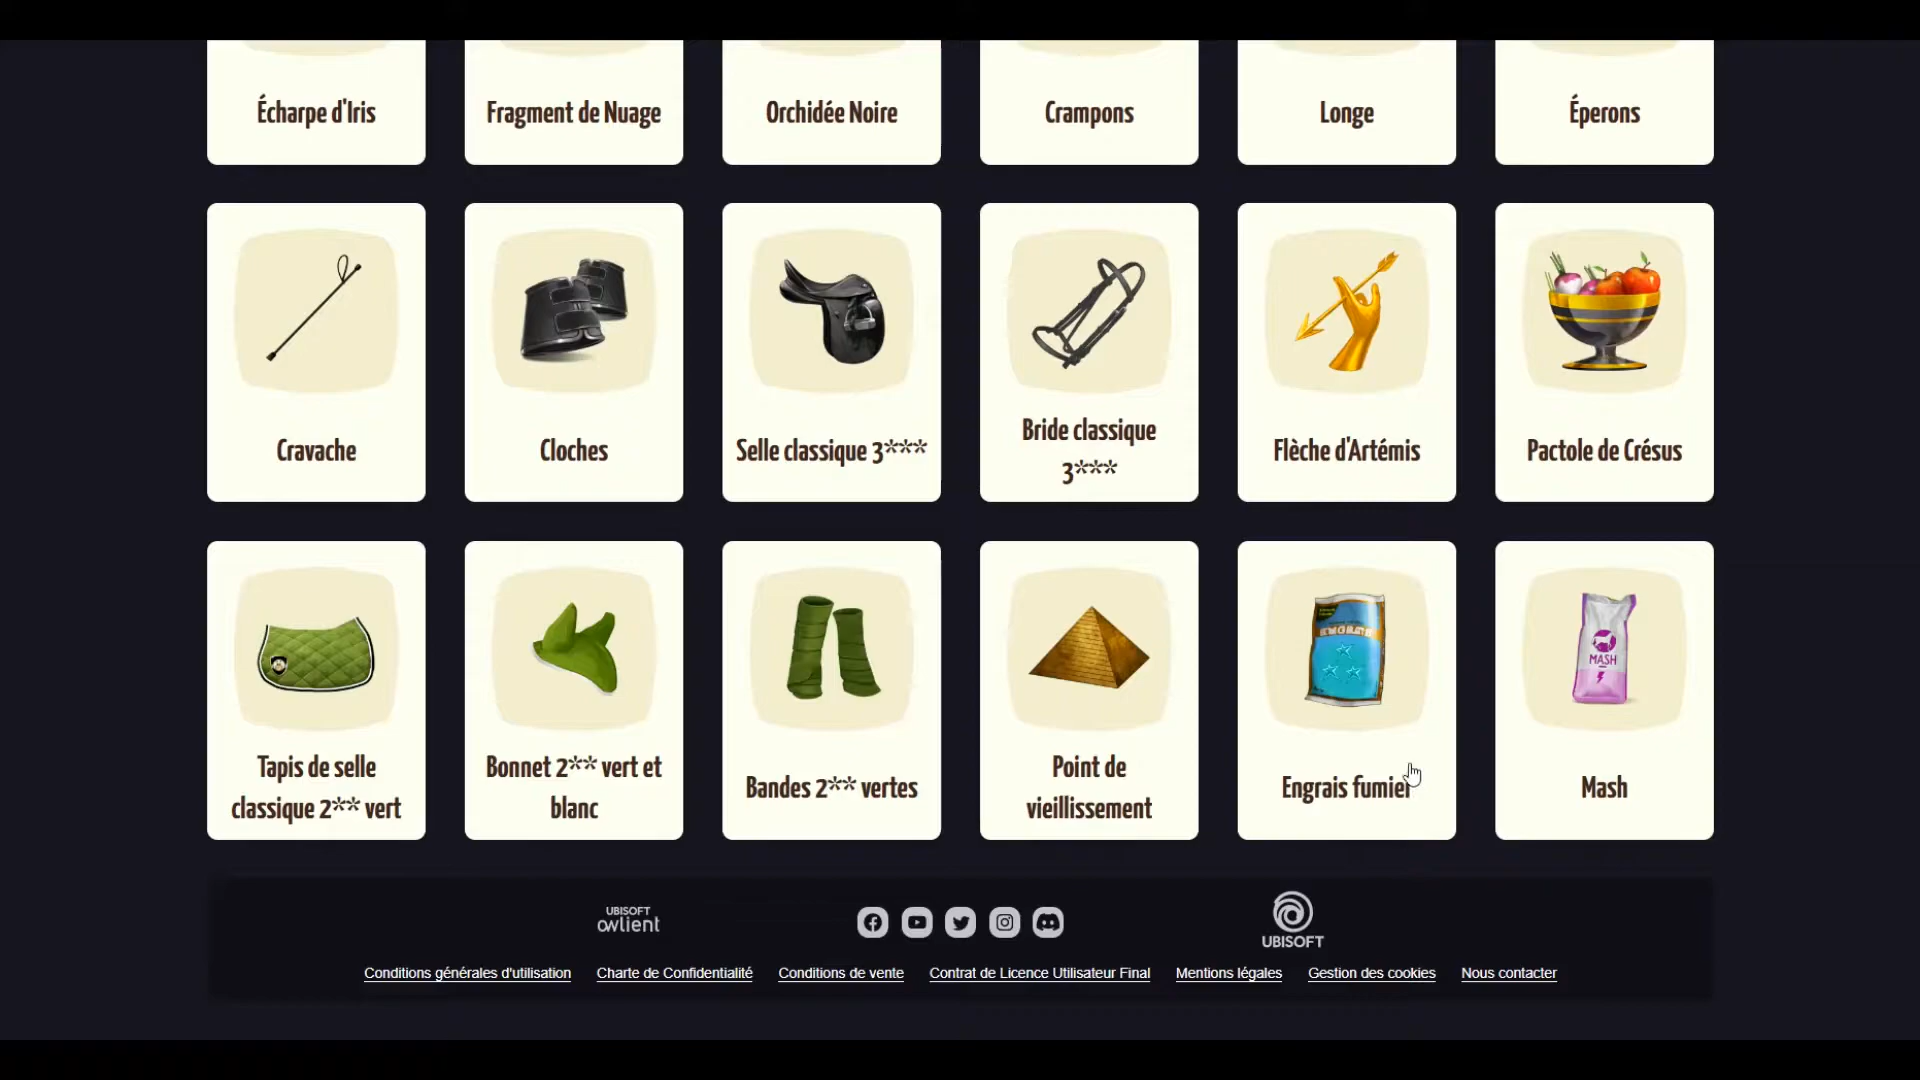 Écharpe d'Iris
Fragment de Nuage
Orchidée Noire
Crampons
Longe
Éperons
Cravache
Cloches
Selle classique 3***
Bride classique
3***
Flèche d'Artémis
Pactole de Crésus
MASH
Tapis de selle
classique 2** vert
Bonnet 2** vert et
blanc
Bandes 2** vertes
Point de
vieillissement
Engrais fumier
Mash
UBISOFT
owlient
UBISOFT
Conditions générales d'utilisation
Charte de Confidentialité
Conditions de vente
Contrat de Licence Utilisateur Final
Mentions légales
Gestion des cookies
Nous contacter